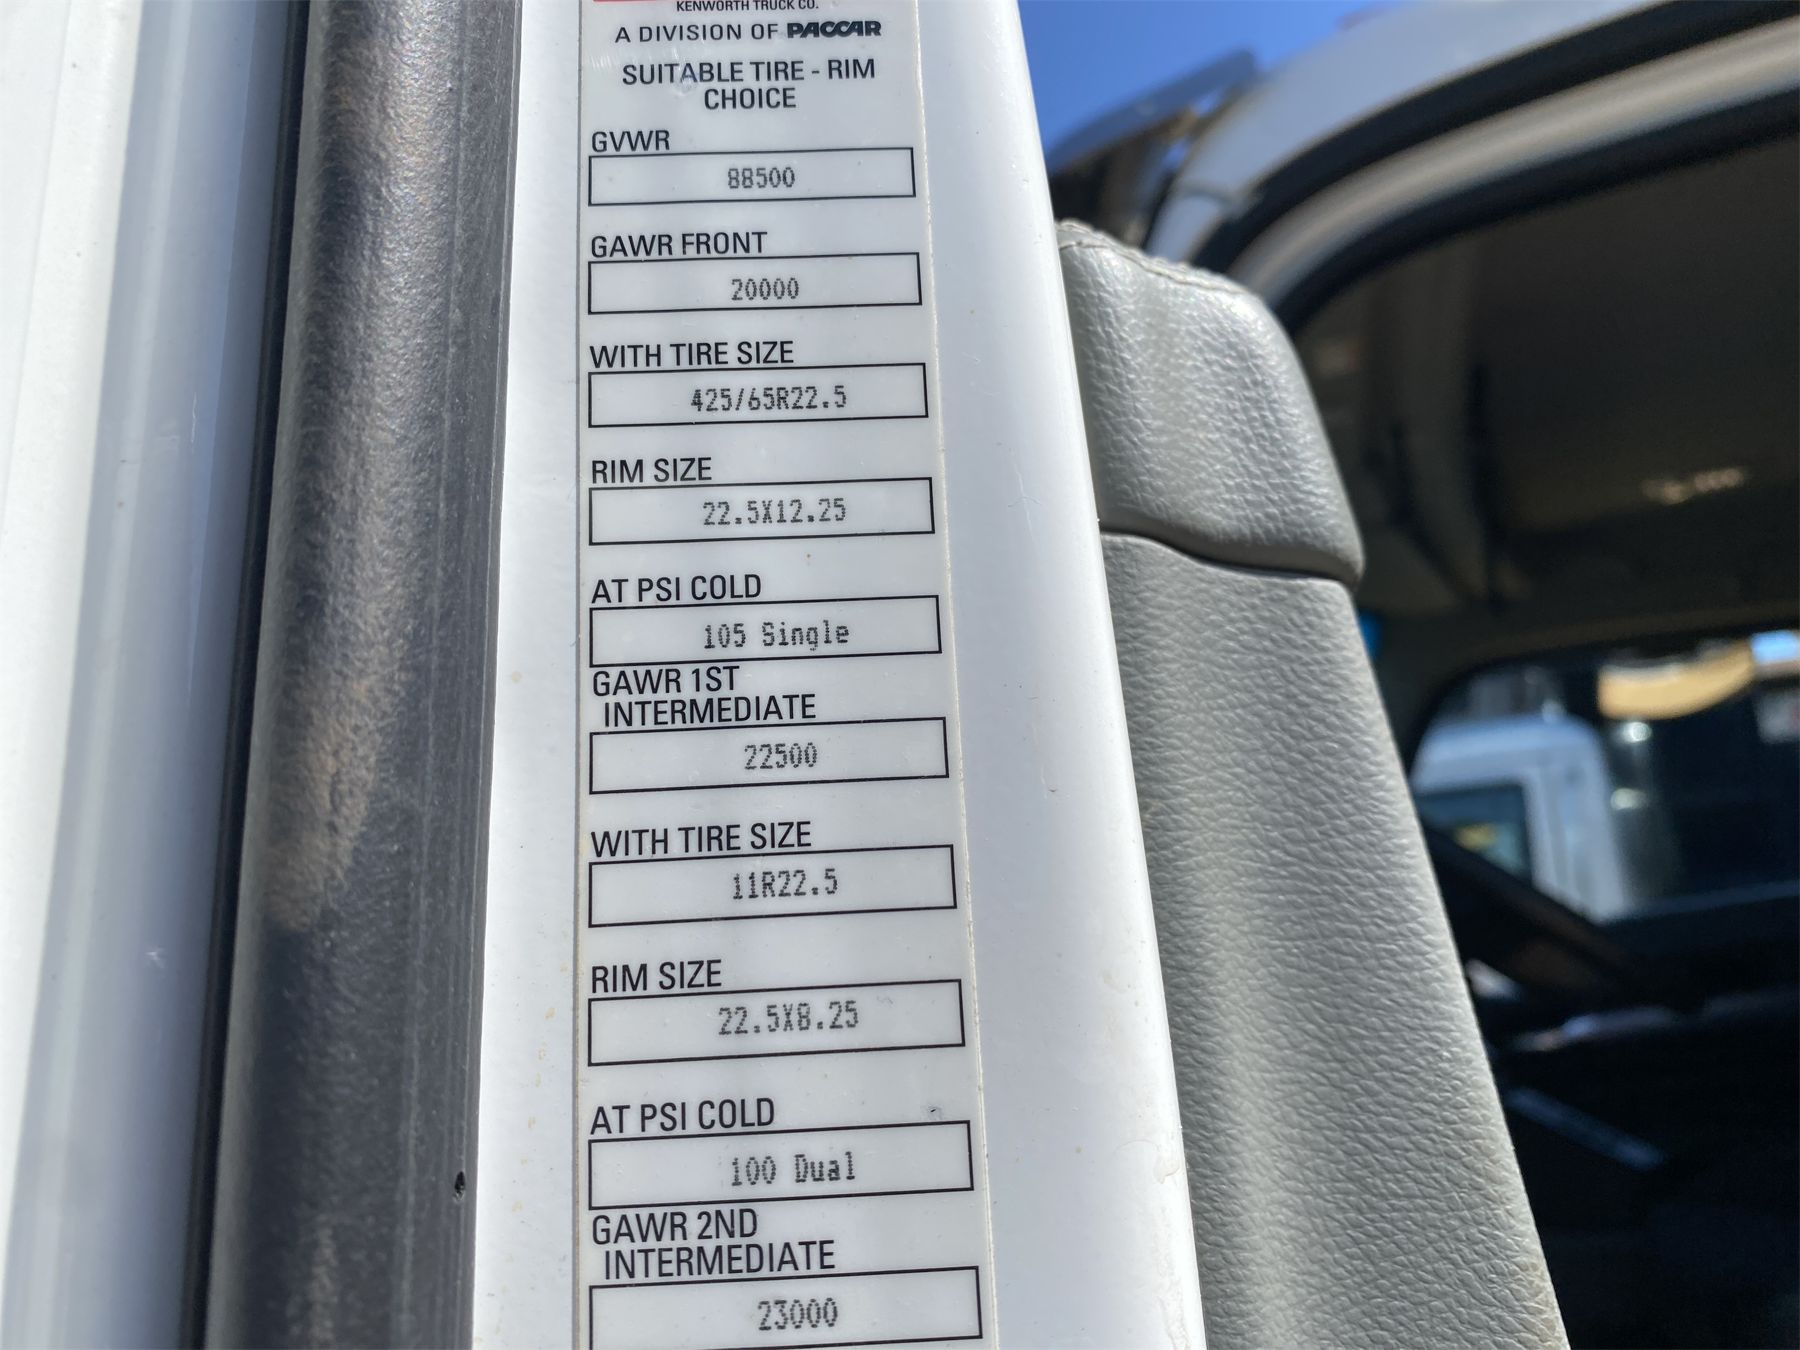 KENWORTH TRUCK CO.
A DIVISION OF PACCAR
SUITABLE TIRE - RIM
CHOICE
GVWR
88500
GAWR FRONT
20000
WITH TIRE SIZE
425/65R22.5
RIM SIZE
22.5X12.25
AT PSI COLD
105 Single
GAWR 1ST
INTERMEDIATE
22500
WITH TIRE SIZE
11R22.5
RIM SIZE
22.5X8.25
AT PSI COLD
100 Dual
GAWR 2ND
INTERMEDIATE
23000